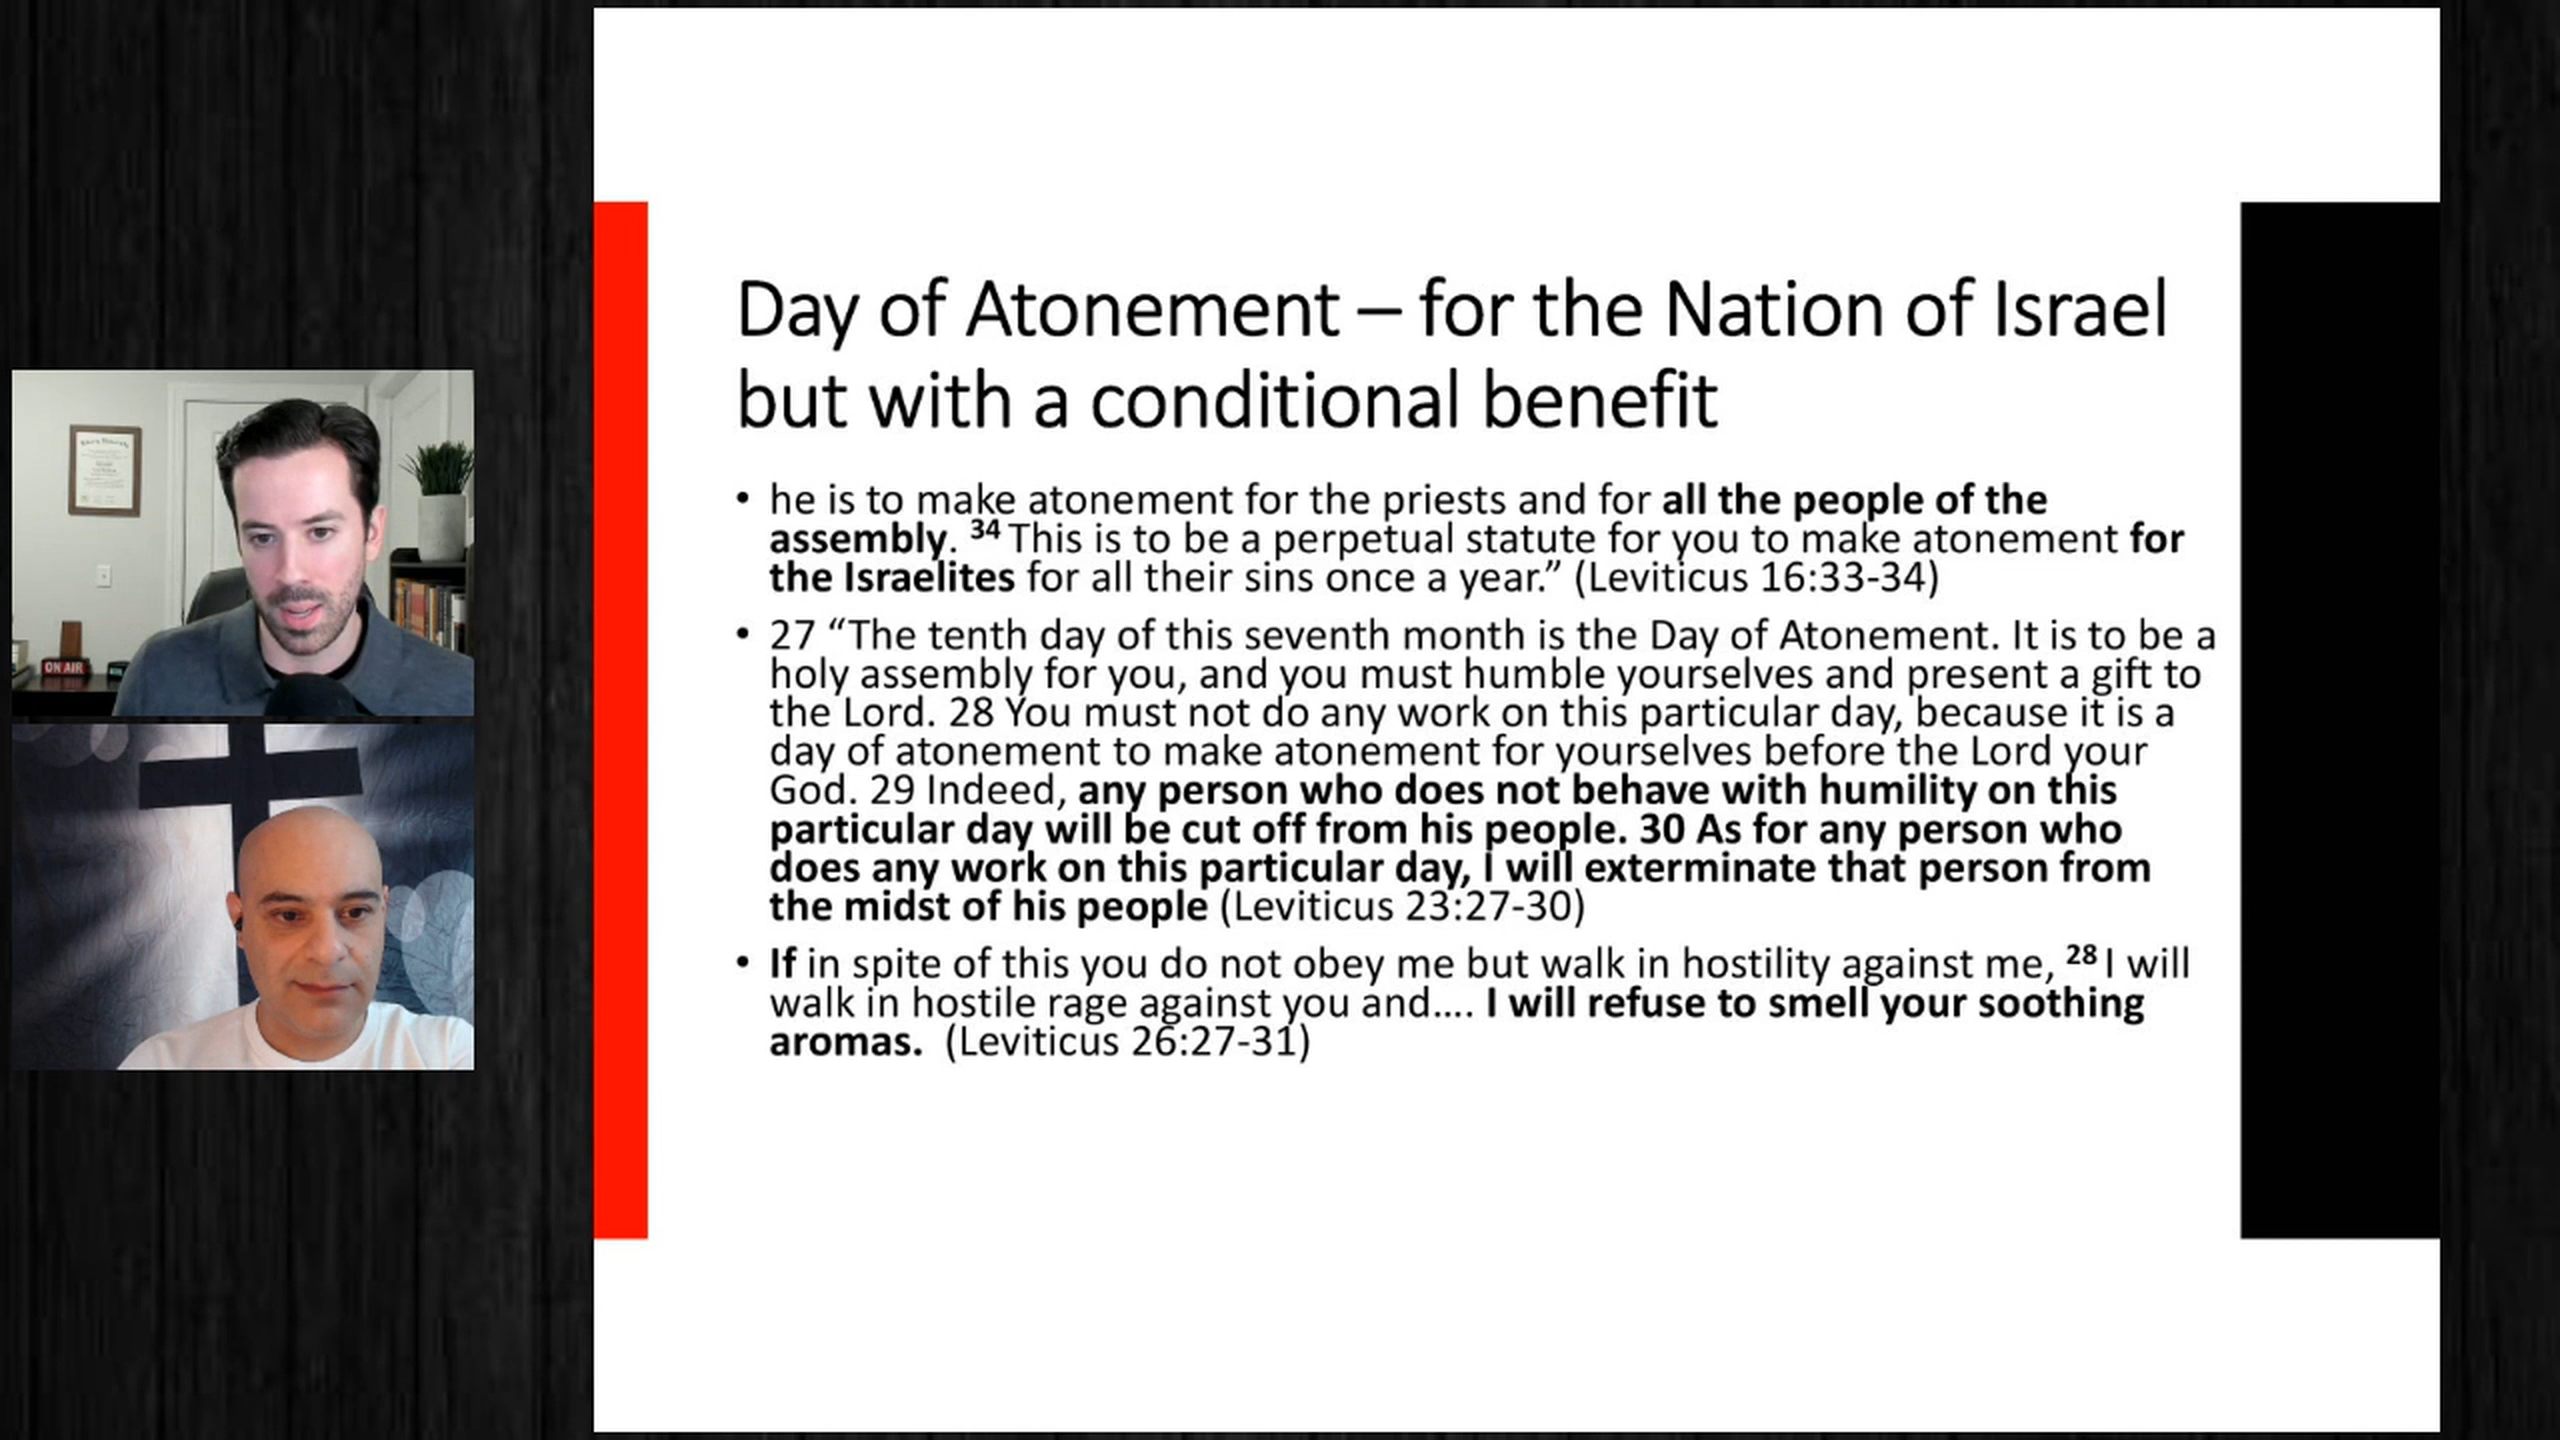 Day of Atonement – for the Nation of Israel
but with a conditional benefit
• he is to make atonement for the priests and for all the people of the
assembly. 34 This is to be a perpetual statute for you to make atonement for
the Israelites for all their sins once a year.” (Leviticus 16:33-34)
• 27 “The tenth day of this seventh month is the Day of Atonement. It is to be a
holy assembly for you, and you must humble yourselves and present a gift to
the Lord. 28 You must not do any work on this particular day, because it is a
day of atonement to make atonement for yourselves before the Lord your
God. 29 Indeed, any person who does not behave with humility on this
particular day will be cut off from his people. 30 As for any person who
does any work on this particular day, I will exterminate that person from
the midst of his people (Leviticus 23:27-30)
• If in spite of this you do not obey me but walk in hostility against me, 28 I will
walk in hostile rage against you and.... I will refuse to smell your soothing
aromas. (Leviticus 26:27-31)
ON AIR